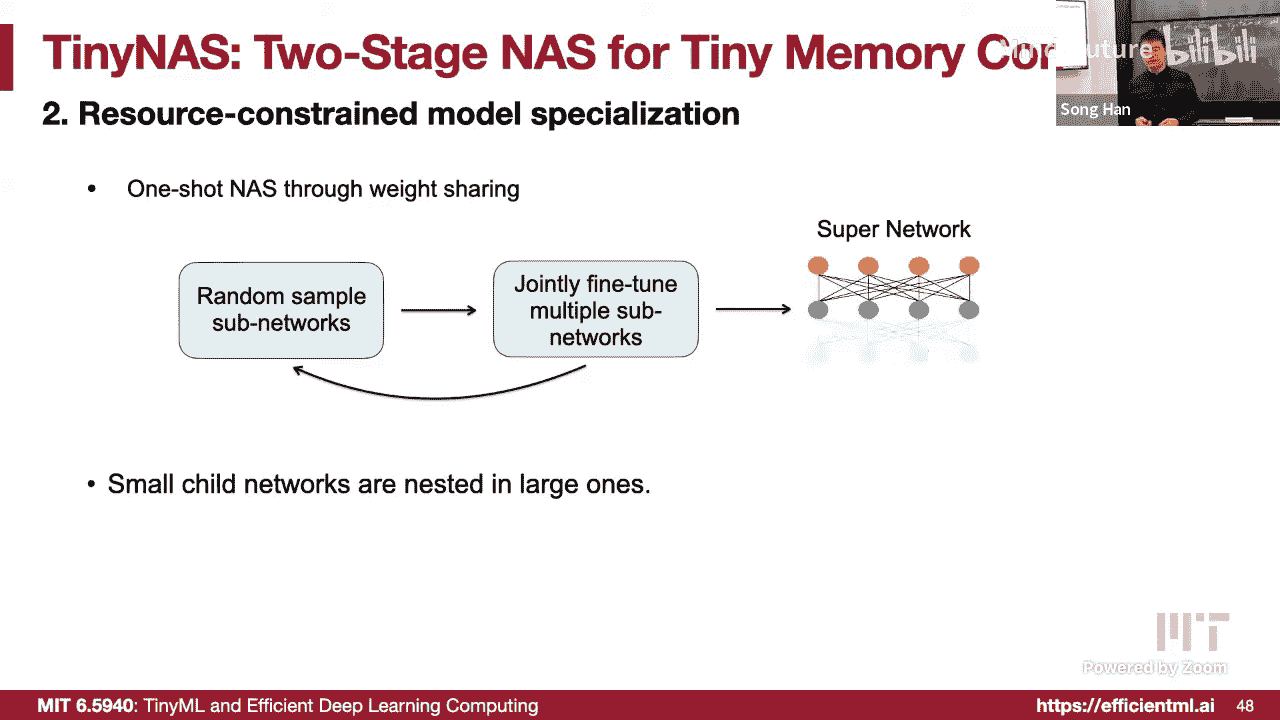 TinyNAS: Two-Stage NAS for Tiny Memory
bilibili
Song Han
2. Resource-constrained model specialization
• One-shot NAS through weight sharing
Super Network
Random sample
sub-networks
Jointly fine-tune
multiple sub-
networks
• Small child networks are nested in large ones.
MIT
Powered by Zoom
MIT 6.5940: TinyML and Efficient Deep Learning Computing
https://efficientml.ai
48